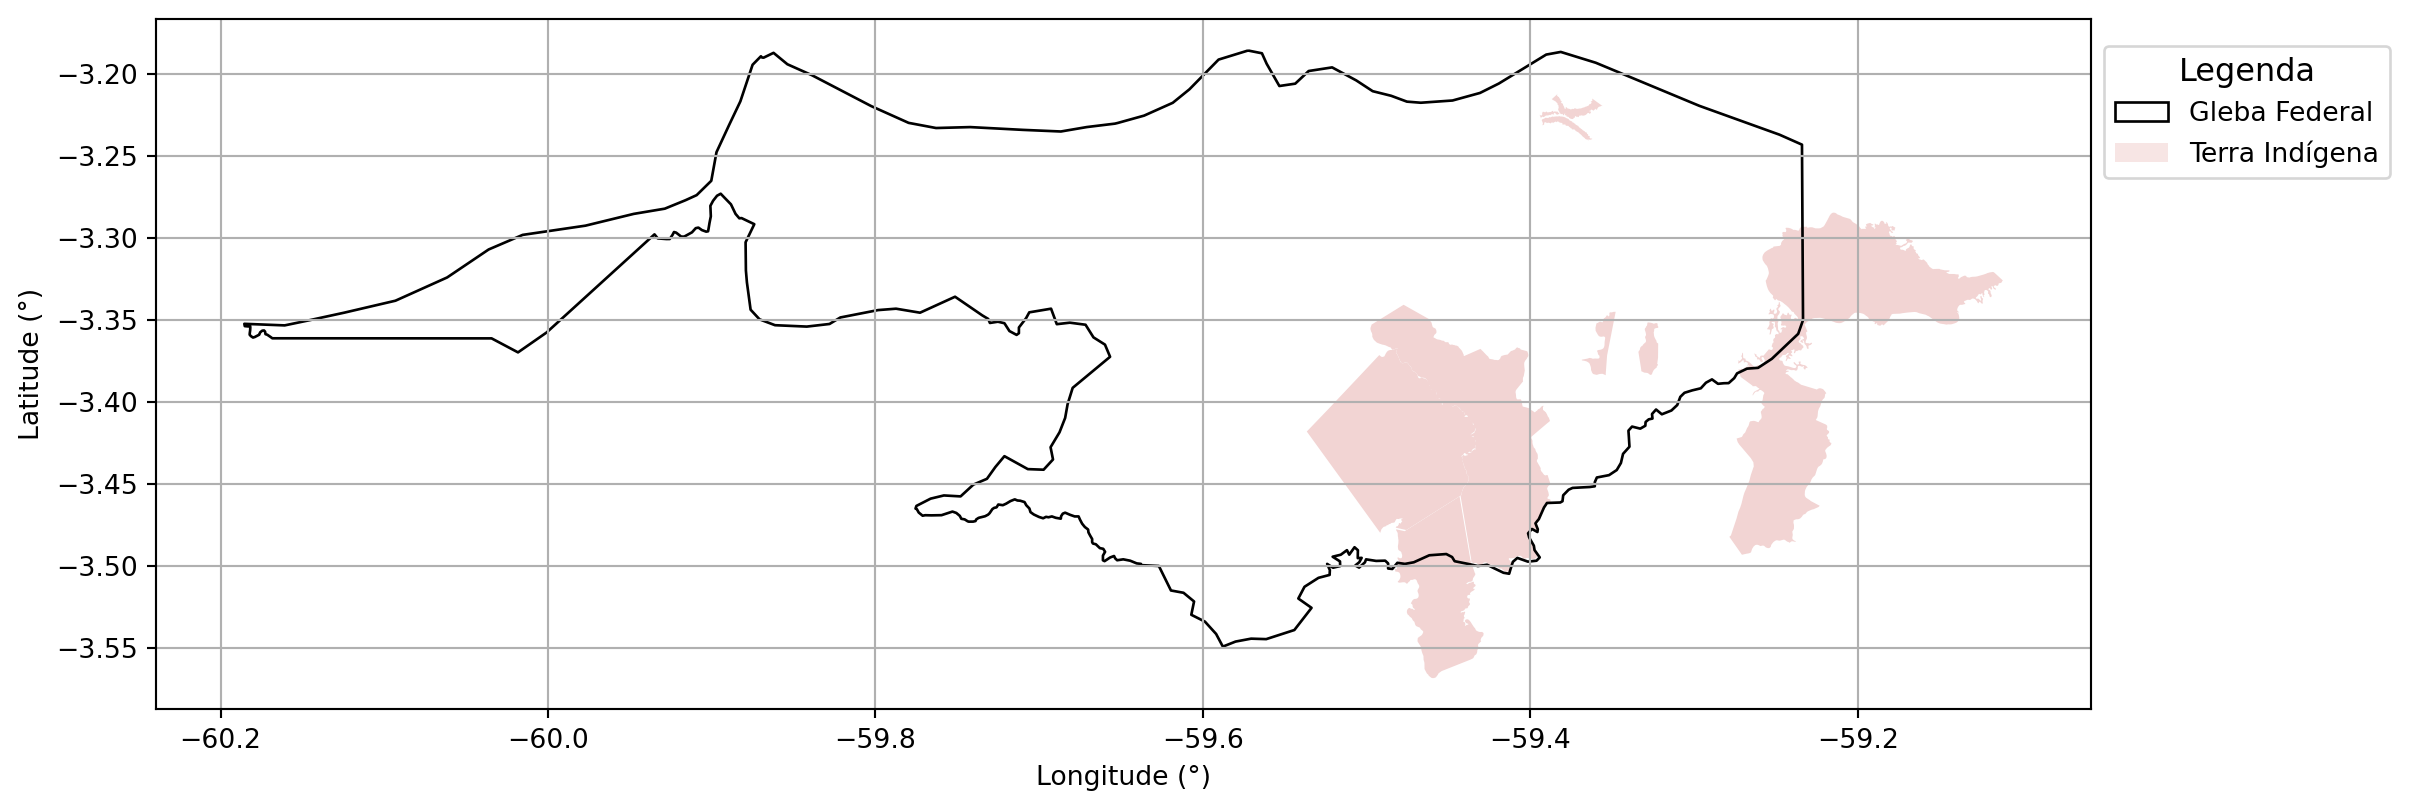 Legenda
Gleba Federal
Terra Indígena
−3.20
−3.25
−3.30
−3.35
−3.40
−3.45
−3.50
−3.55
Latitude (°)
−60.2 −60.0 −59.8 −59.6 −59.4 −59.2
Longitude (°)